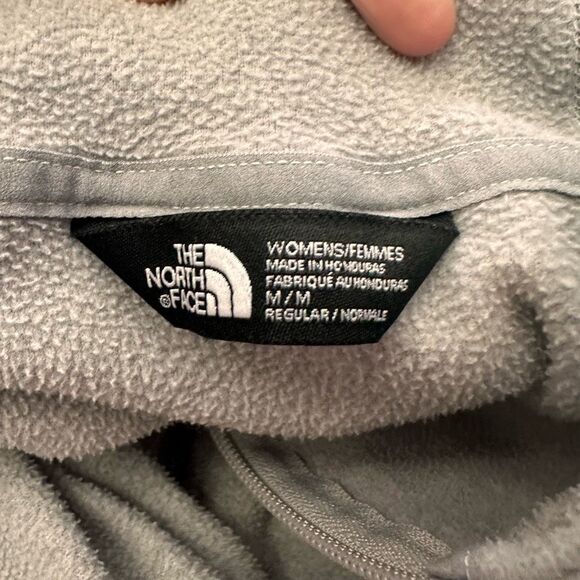 THE
NORTH
FACE®
WOMENS/FEMMES
MADE IN HONDURAS
FABRIQUÉ AU HONDURAS
M/M
REGULAR/NORMALE